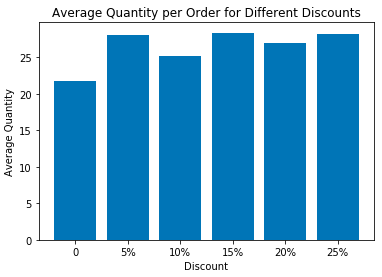 Average Quantity per Order for Different Discounts
Average Quantity
25
20
15
10
5
0
0 5% 10% 15% 20% 25%
Discount